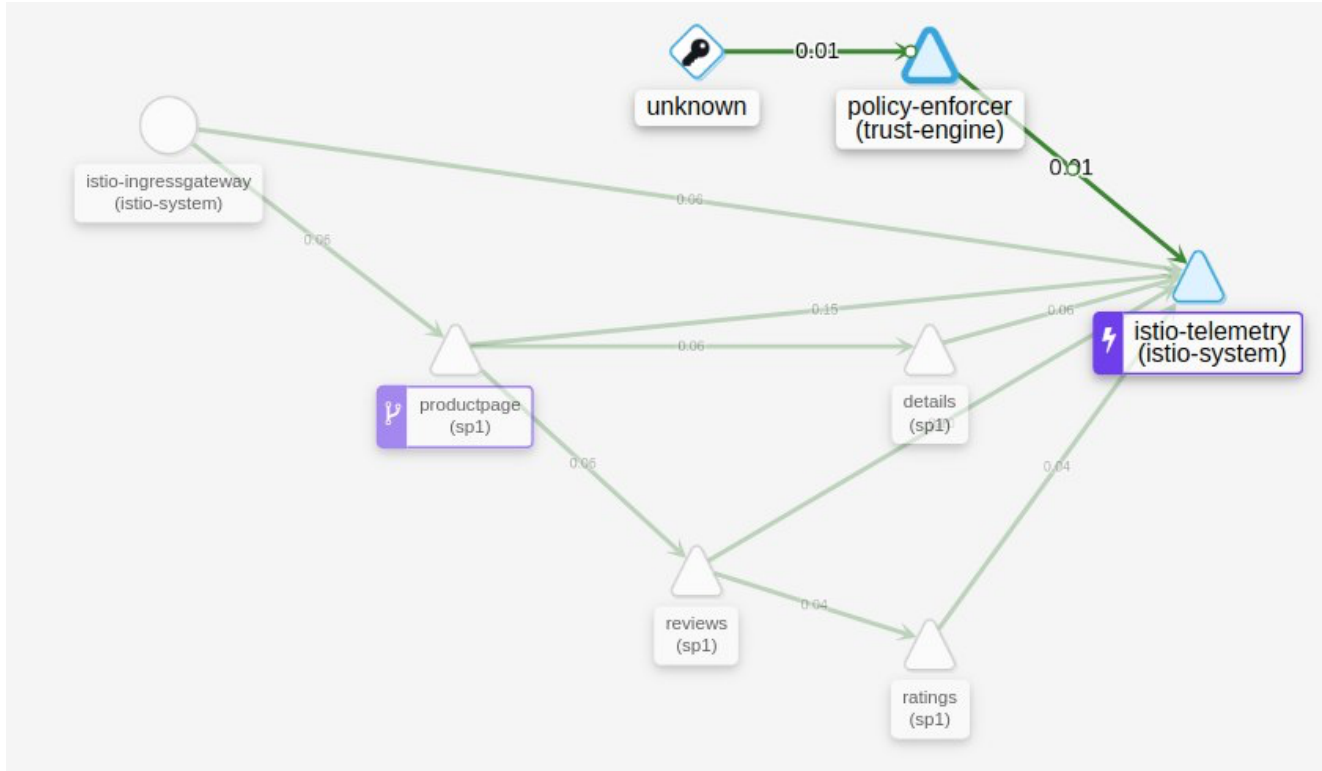 0.01
unknown
policy-enforcer
(trust-engine)
0.01
istio-ingressgateway
(istio-system)
0.06
0.06
0.15
0.06
0.06
istio-telemetry
(istio-system)
productpage
(sp1)
details
(sp1)
0.06
0.04
0.04
reviews
(sp1)
ratings
(sp1)